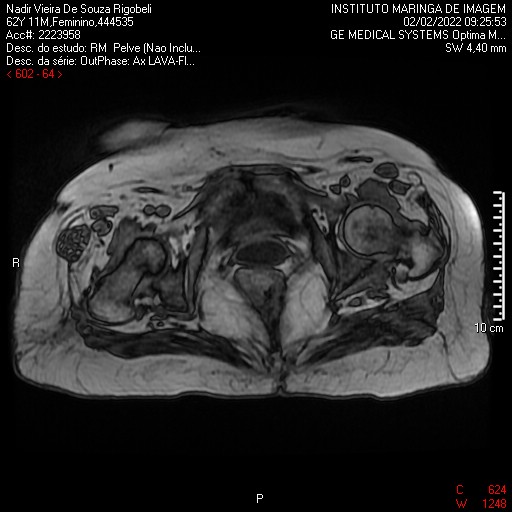 Nadir Vieira De Souza Rigobeli
62Y 11M,Feminino,444535
Acc#: 2223958
Desc. do estudo: RM Pelve (Nao Inclu...
Desc. da série: OutPhase: Ax LAVA-Fl...
< 602 - 64 >
INSTITUTO MARINGA DE IMAGEM
02/02/2022 09:25:53
GE MEDICAL SYSTEMS Optima M...
SW 4,40 mm
R
10 cm
P
C 624
W 1248